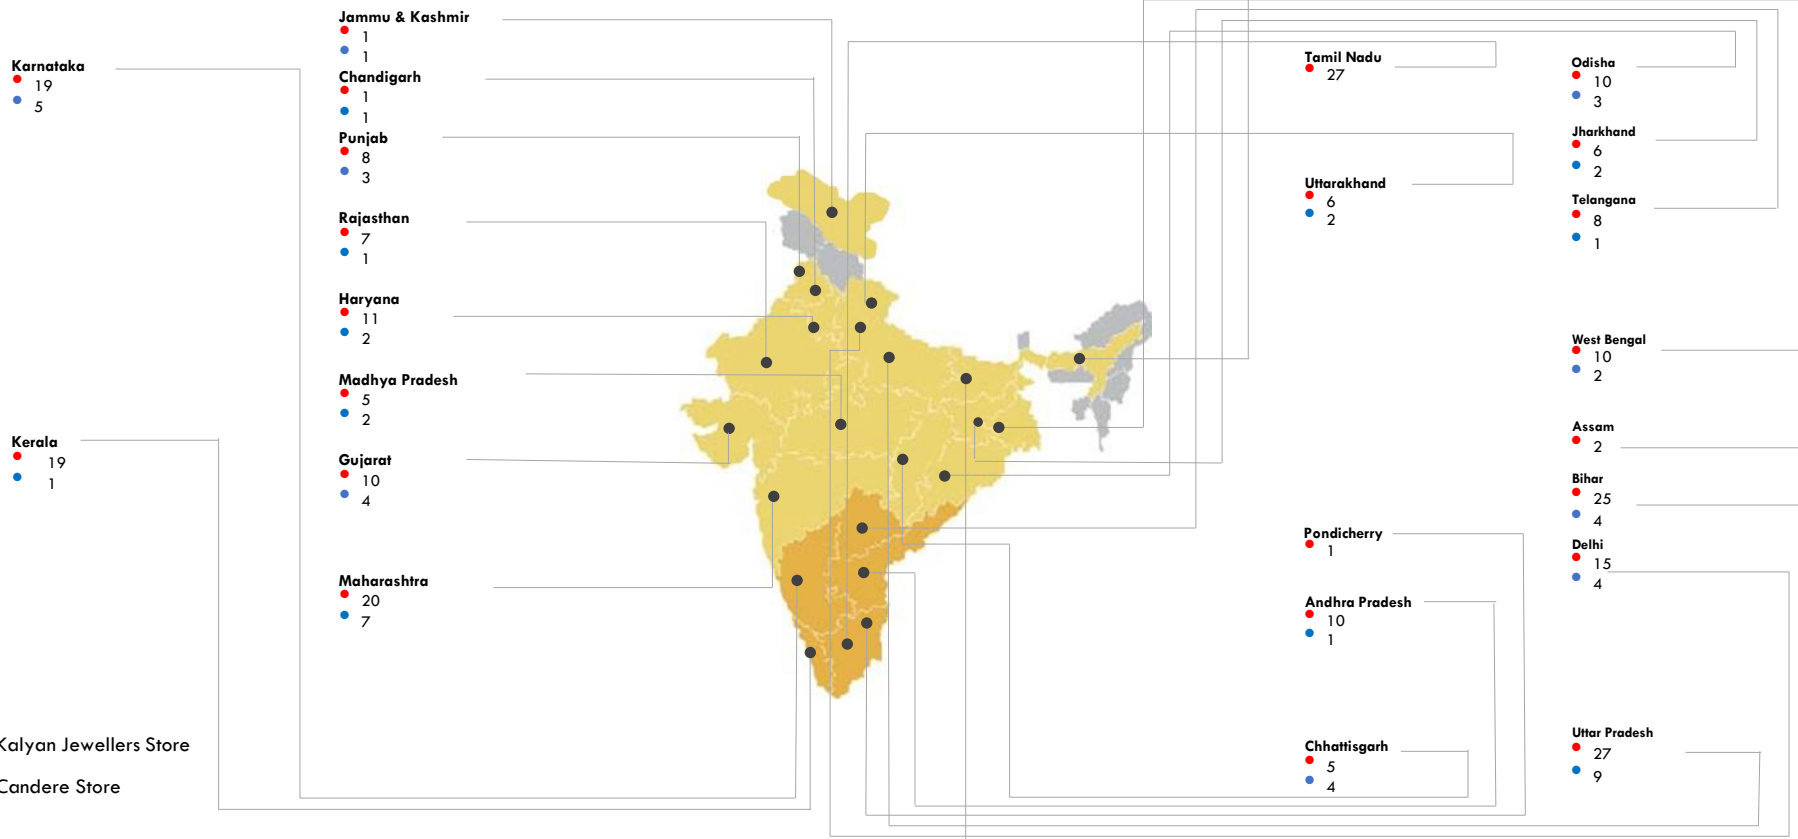 Karnataka
19
5
Kerala
19
1
Kalyan Jewellers Store
Candere Store
Jammu & Kashmir
1
1
Chandigarh
1
1
Punjab
8
3
Rajasthan
7
1
Haryana
11
2
Madhya Pradesh
5
2
Gujarat
10
4
Maharashtra
20
7
Tamil Nadu
27
Uttarakhand
6
2
Pondicherry
1
Andhra Pradesh
10
1
Chhattisgarh
5
4
Odisha
10
3
Jharkhand
6
2
Telangana
8
1
West Bengal
10
2
Assam
2
Bihar
25
4
Delhi
15
4
Uttar Pradesh
27
9